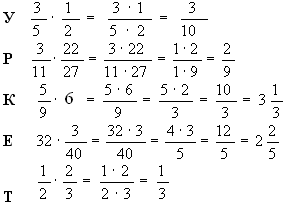 У 3/5 · 1/2 = 3 · 1/5 · 2 = 3/10
Р 3/11 · 22/27 = 3 · 22/11 · 27 = 1 · 2/1 · 9 = 2/9
К 5/9 · 6 = 5 · 6/9 = 5 · 2/3 = 10/3 = 3 1/3
Е 32 · 3/40 = 32 · 3/40 = 4 · 3/5 = 12/5 = 2 2/5
Т 1/2 · 2/3 = 1 · 2/2 · 3 = 1/3